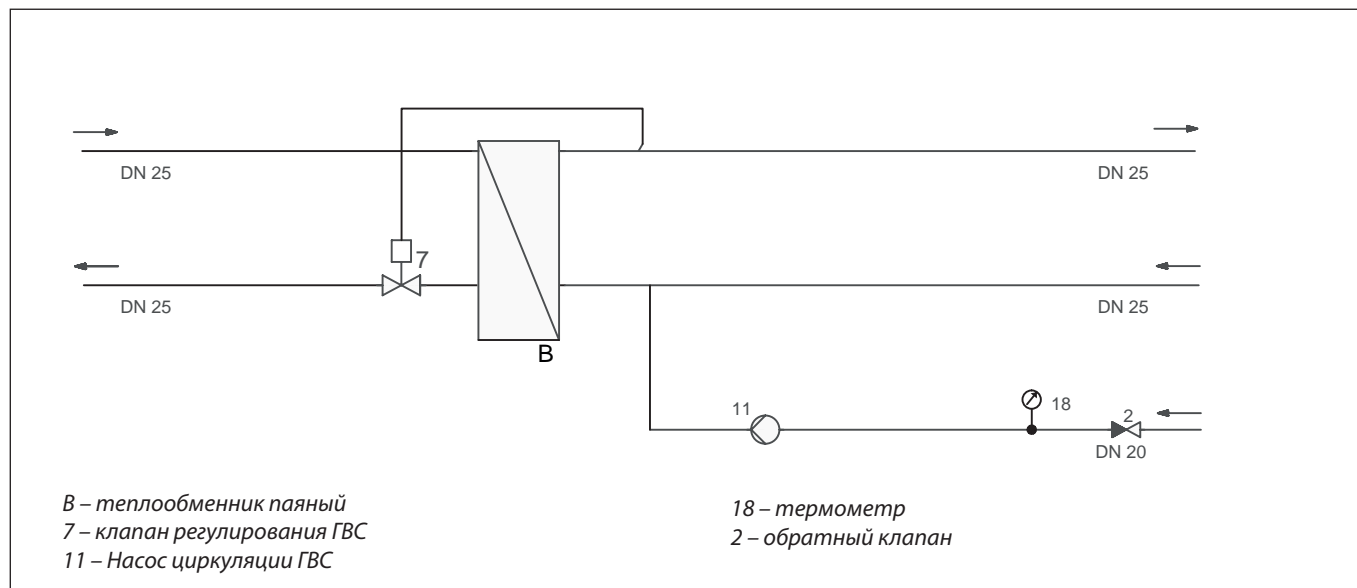 DN 25
DN 25
7
DN 25
DN 25
B
11
18
2
DN 20
B – теплообменник паяный
7 – клапан регулирования ГВС
11 – Насос циркуляции ГВС
18 – термометр
2 – обратный клапан